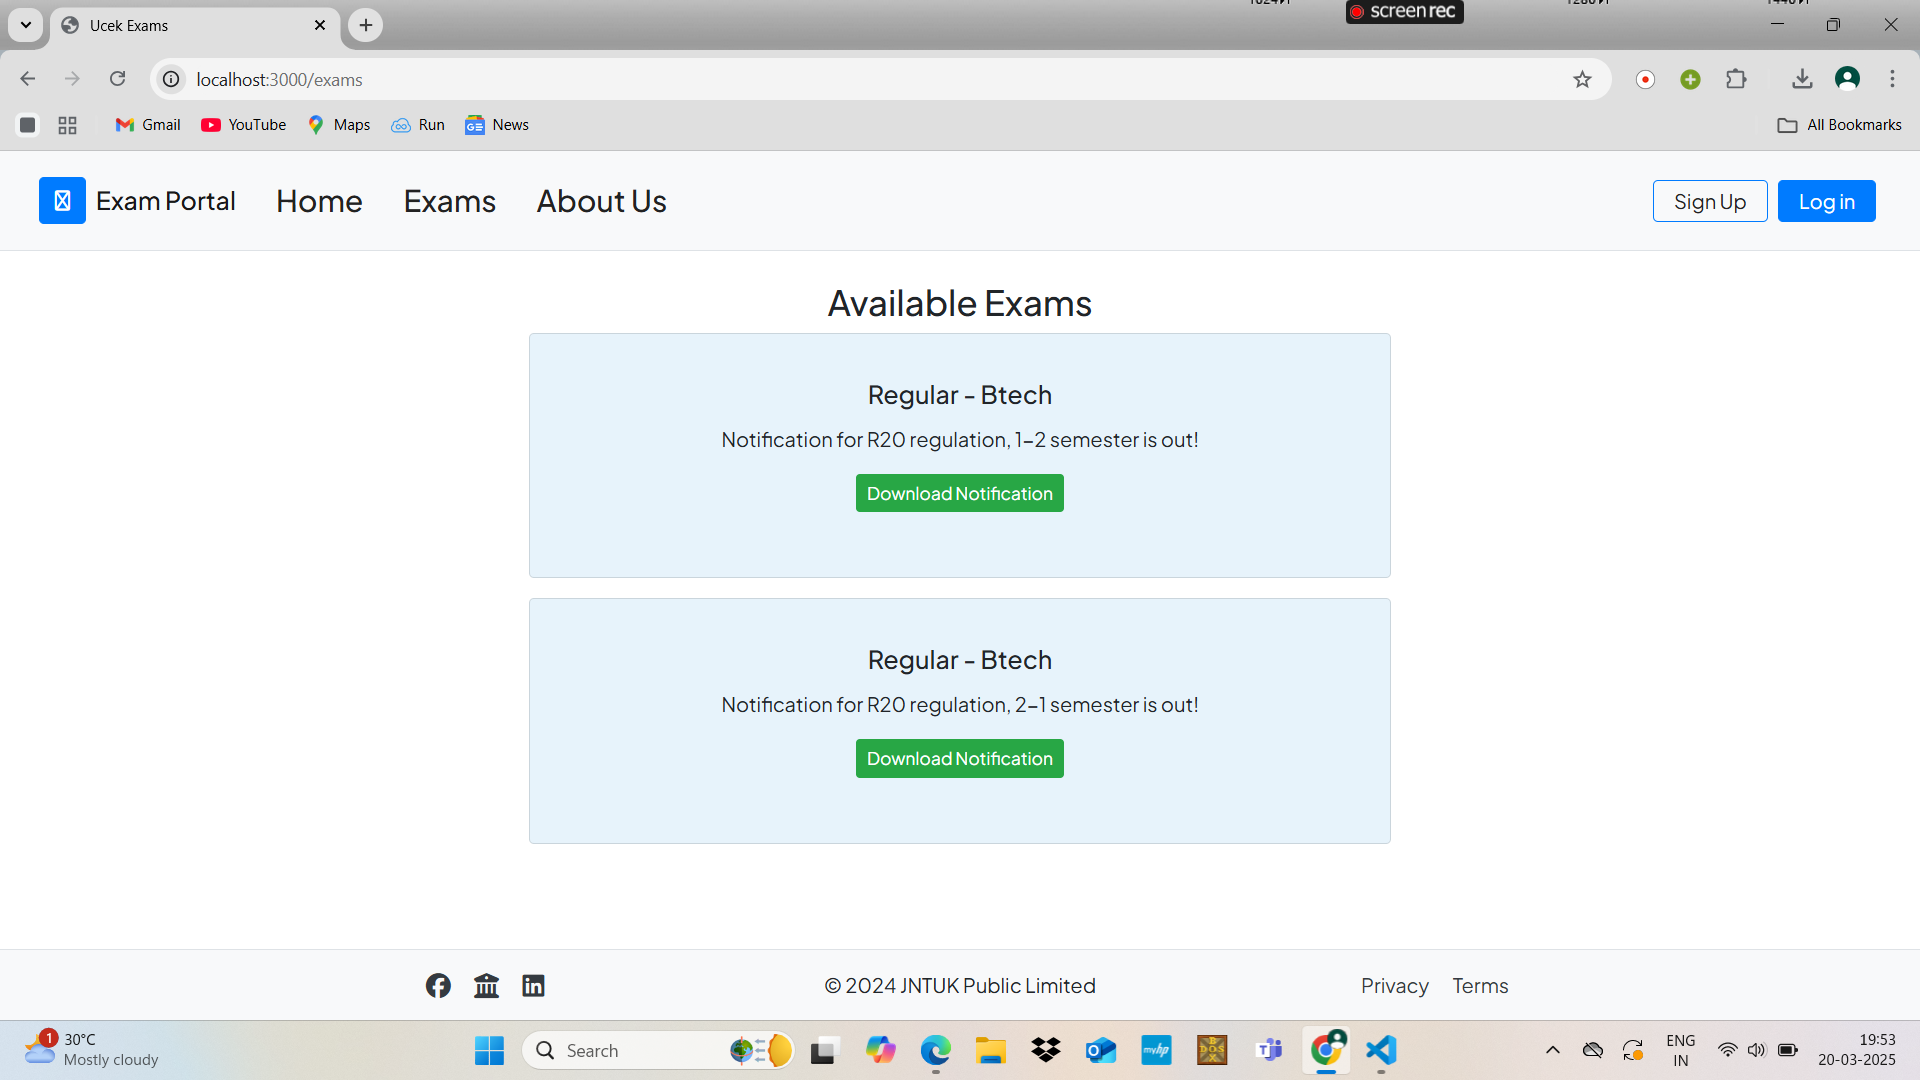 Ucek Exams
screenrec
localhost:3000/exams
Gmail
YouTube
Maps
Run
News
All Bookmarks
Exam Portal
Home
Exams
About Us
Sign Up
Log in
Available Exams
Regular - Btech
Notification for R20 regulation, 1-2 semester is out!
Download Notification
Regular - Btech
Notification for R20 regulation, 2-1 semester is out!
Download Notification
© 2024 JNTUK Public Limited
Privacy
Terms
1
30°C
Mostly cloudy
Search
myhp
ENG
IN
19:53
20-03-2025